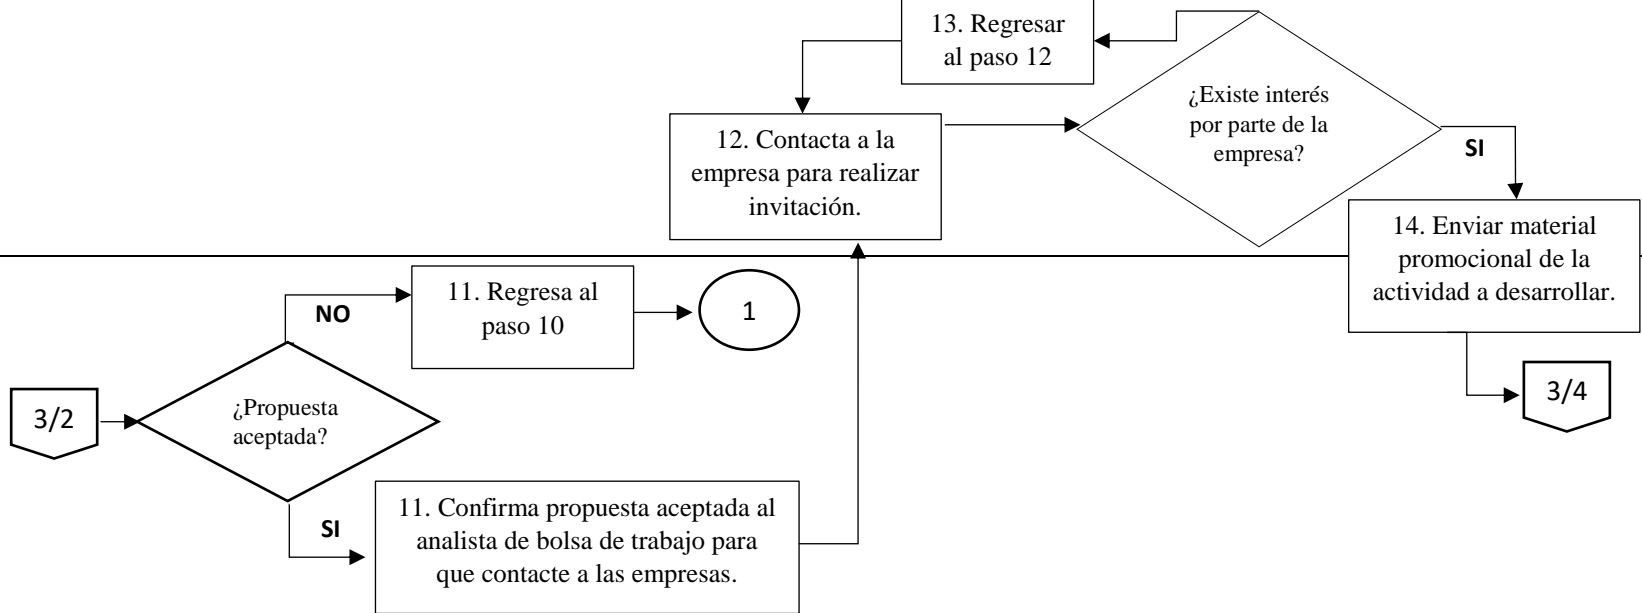 13. Regresar
al paso 12
¿Existe interés
por parte de la
empresa?
SI
12. Contacta a la
empresa para realizar
invitación.
14. Enviar material
promocional de la
actividad a desarrollar.
3/4
11. Regresa al
paso 10
1
NO
3/2
¿Propuesta
aceptada?
SI
11. Confirma propuesta aceptada al
analista de bolsa de trabajo para
que contacte a las empresas.